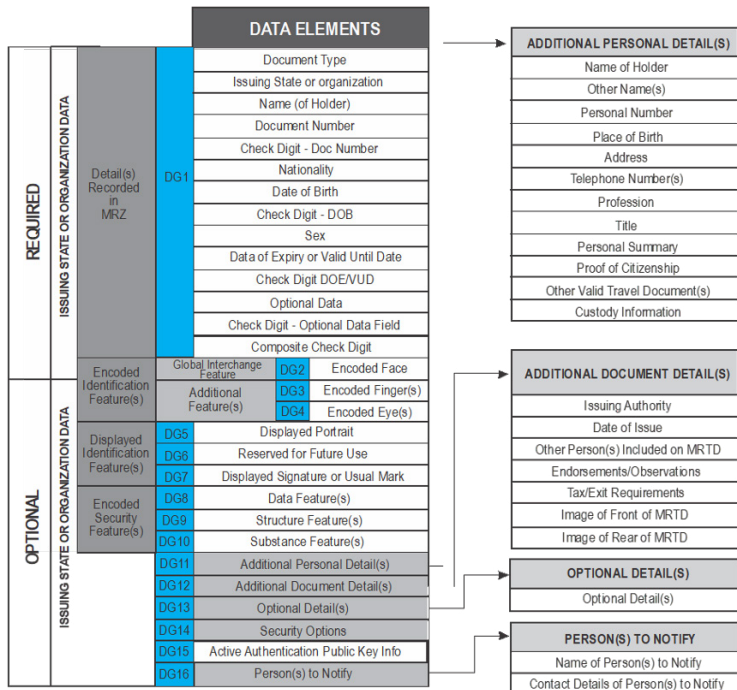 DATA ELEMENTS
REQUIRED
ISSUING STATE OR ORGANIZATION DATA
Detail(s)
Recorded
in
MRZ
DG1
Document Type
Issuing State or organization
Name (of Holder)
Document Number
Check Digit - Doc Number
Nationality
Date of Birth
Check Digit - DOB
Sex
Data of Expiry or Valid Until Date
Check Digit DOE/VUD
Optional Data
Check Digit - Optional Data Field
Composite Check Digit
Encoded
Identification
Feature(s)
Global Interchange
Feature
DG2
Encoded Face
OPTIONAL
ISSUING STATE OR ORGANIZATION DATA
Additional
Feature(s)
DG3
Encoded Finger(s)
DG4
Encoded Eye(s)
Displayed
Identification
Feature(s)
DG5
Displayed Portrait
DG6
Reserved for Future Use
DG7
Displayed Signature or Usual Mark
Encoded
Security
Feature(s)
DG8
Data Feature(s)
DG9
Structure Feature(s)
DG10
Substance Feature(s)
DG11
Additional Personal Detail(s)
DG12
Additional Document Detail(s)
DG13
Optional Detail(s)
DG14
Security Options
DG15
Active Authentication Public Key Info
DG16
Person(s) to Notify
ADDITIONAL PERSONAL DETAIL(S)
Name of Holder
Other Name(s)
Personal Number
Place of Birth
Address
Telephone Number(s)
Profession
Title
Personal Summary
Proof of Citizenship
Other Valid Travel Document(s)
Custody Information
ADDITIONAL DOCUMENT DETAIL(S)
Issuing Authority
Date of Issue
Other Person(s) Included on MRTD
Endorsements/Observations
Tax/Exit Requirements
Image of Front of MRTD
Image of Rear of MRTD
OPTIONAL DETAIL(S)
Optional Detail(s)
PERSON(S) TO NOTIFY
Name of Person(s) to Notify
Contact Details of Person(s) to Notify